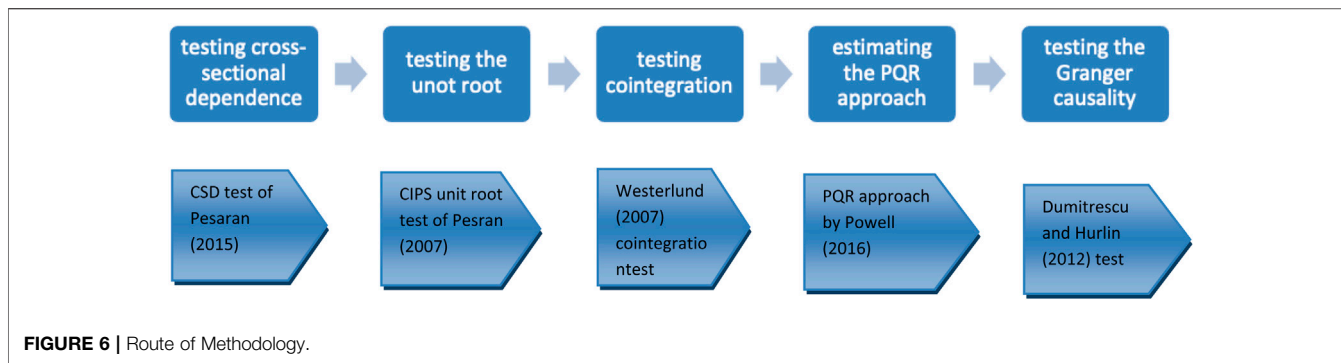 testing cross-
sectional
dependence
testing the
unot root
testing
cointegration
estimating
the PQR
approach
testing the
Granger
causality
CSD test of
Pesaran
(2015)
CIPS unit root
test of Pesran
(2007)
Westerlund
(2007)
cointegratio
ntest
PQR approach
by Powell
(2016)
Dumitrescu
and Hurlin
(2012) test
FIGURE 6 | Route of Methodology.